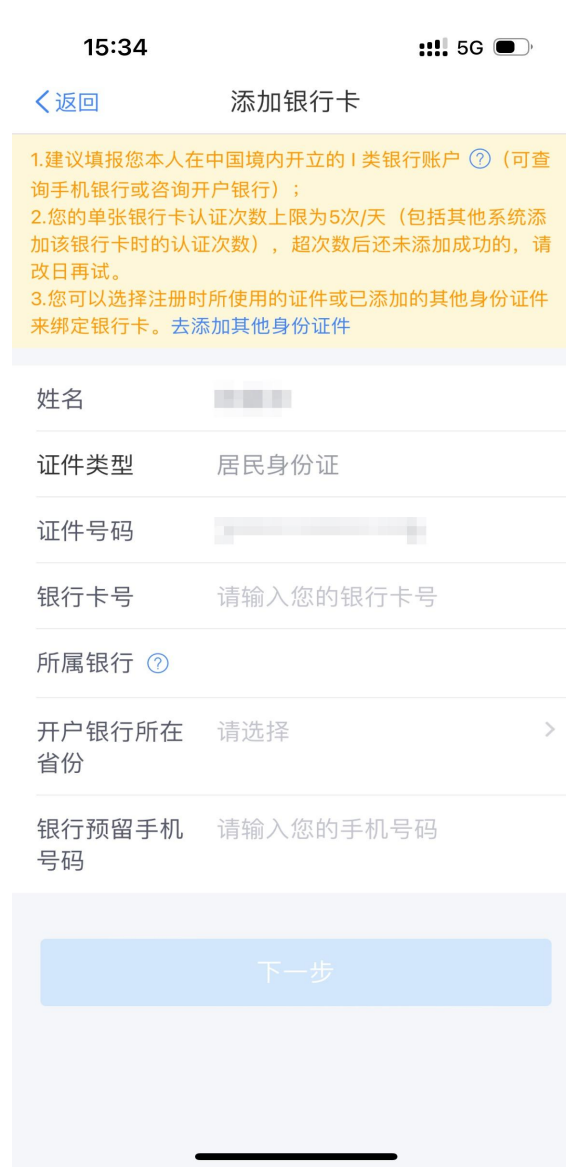 15:34
5G
返回
添加银行卡
1.建议填报您本人在中国境内开立的 I 类银行账户 ?（可查
询手机银行或咨询开户银行）；
2.您的单张银行卡认证次数上限为5次/天（包括其他系统添
加该银行卡时的认证次数），超次数后还未添加成功的，请
改日再试。
3.您可以选择注册时所使用的证件或已添加的其他身份证件
来绑定银行卡。去添加其他身份证件
姓名
证件类型 居民身份证
证件号码
银行卡号 请输入您的银行卡号
所属银行 ?
开户银行所在 请选择
省份
银行预留手机 请输入您的手机号码
号码
下一步